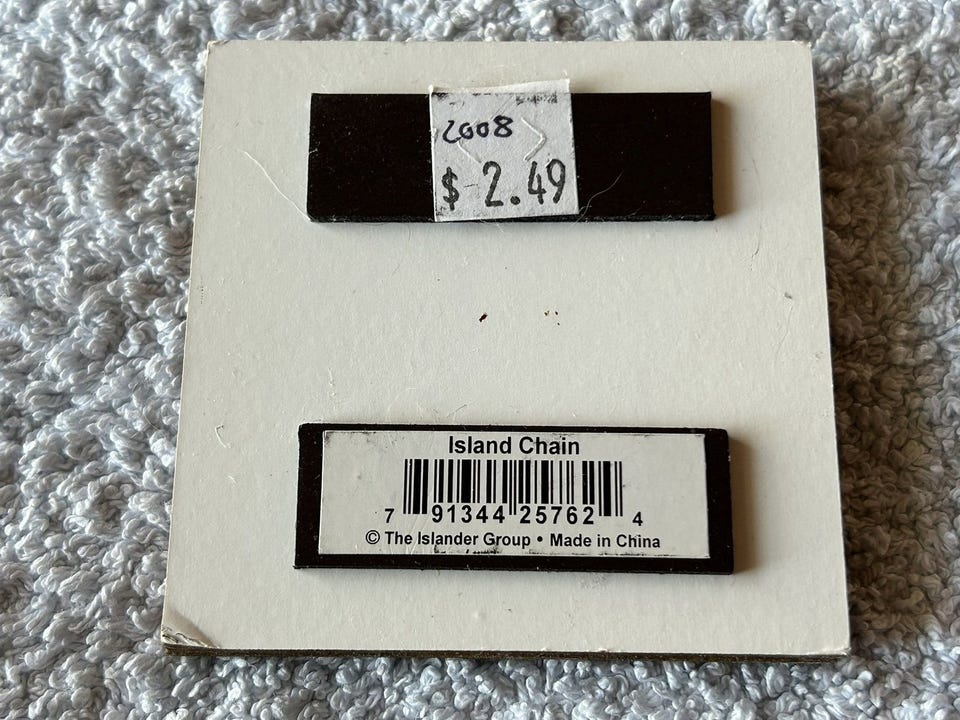 2008
$ 2.49
Island Chain
7 91344 25762 4
© The Islander Group • Made in China